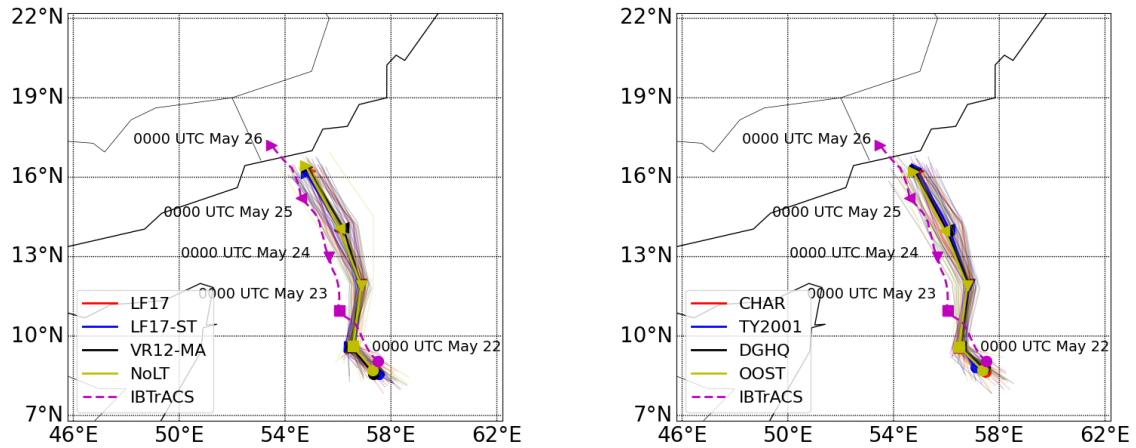 22°N
19°N
16°N
13°N
10°N
7°N
0000 UTC May 26
0000 UTC May 25
0000 UTC May 24
0000 UTC May 23
0000 UTC May 22
LF17
LF17-ST
VR12-MA
NoLT
IBTrACS
46°E 50°E 54°E 58°E 62°E
22°N
19°N
16°N
13°N
10°N
7°N
0000 UTC May 26
0000 UTC May 25
0000 UTC May 24
0000 UTC May 23
0000 UTC May 22
CHAR
TY2001
DGHQ
OOST
IBTrACS
46°E 50°E 54°E 58°E 62°E